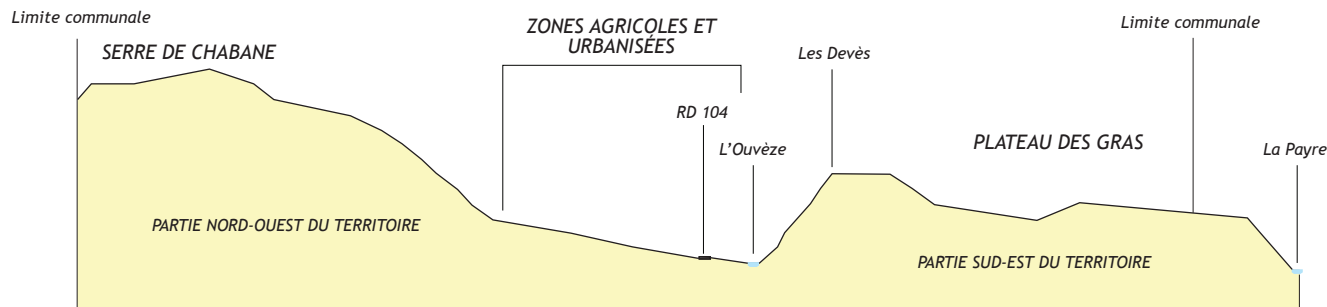 Limite communale
SERRE DE CHABANE
ZONES AGRICOLES ET
URBANISÉES
RD 104
L'Ouvèze
Les Devès
Limite communale
PLATEAU DES GRAS
La Payre
PARTIE NORD-OUEST DU TERRITOIRE
PARTIE SUD-EST DU TERRITOIRE